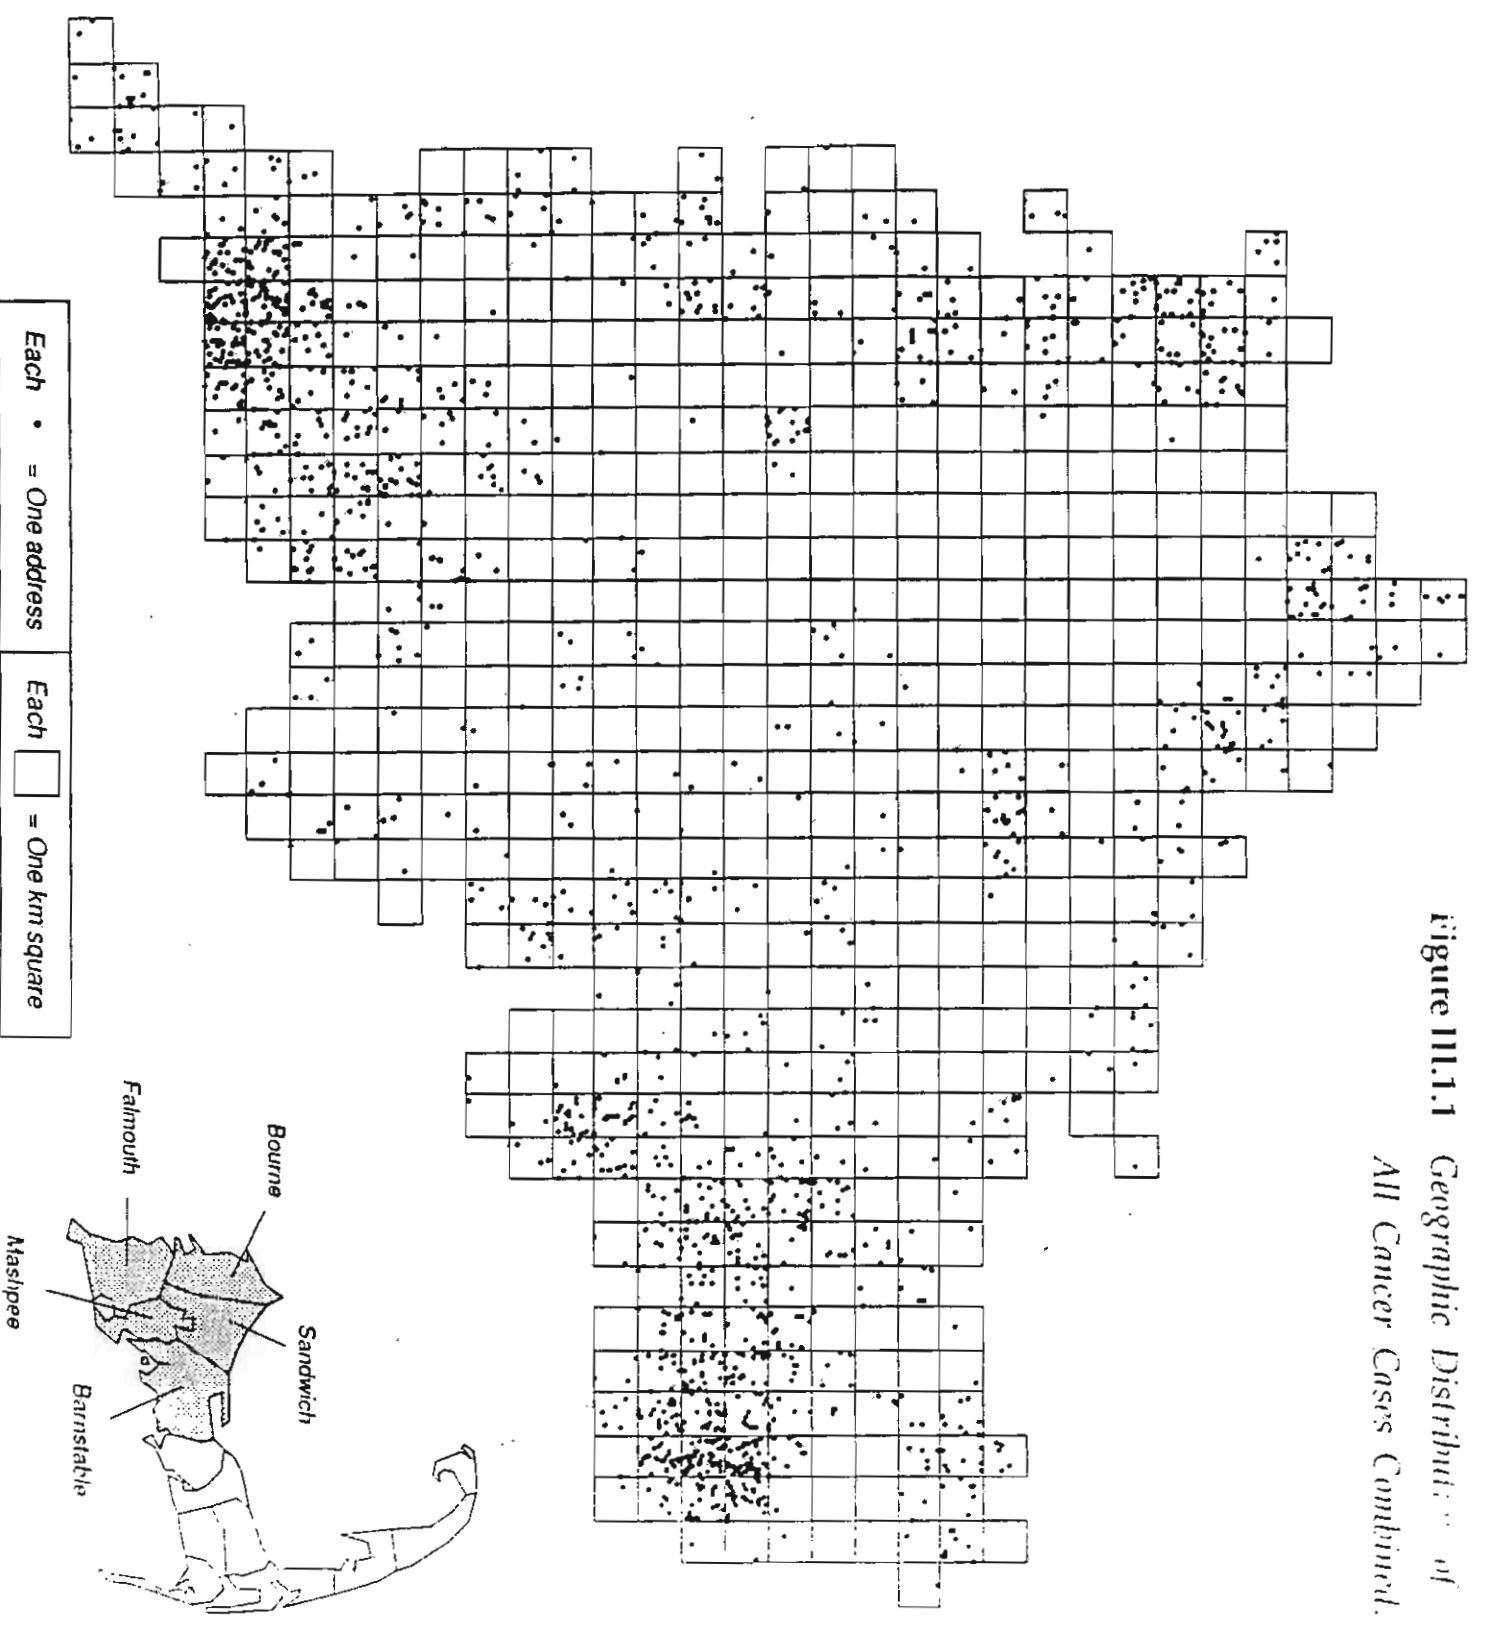 Figure III.1.1 Geographic Distribution of
All Cancer Cases Combined.
Each • = One address
Each □ = One km square
Bourne
Falmouth
Sandwich
Mashpee
Barnstable